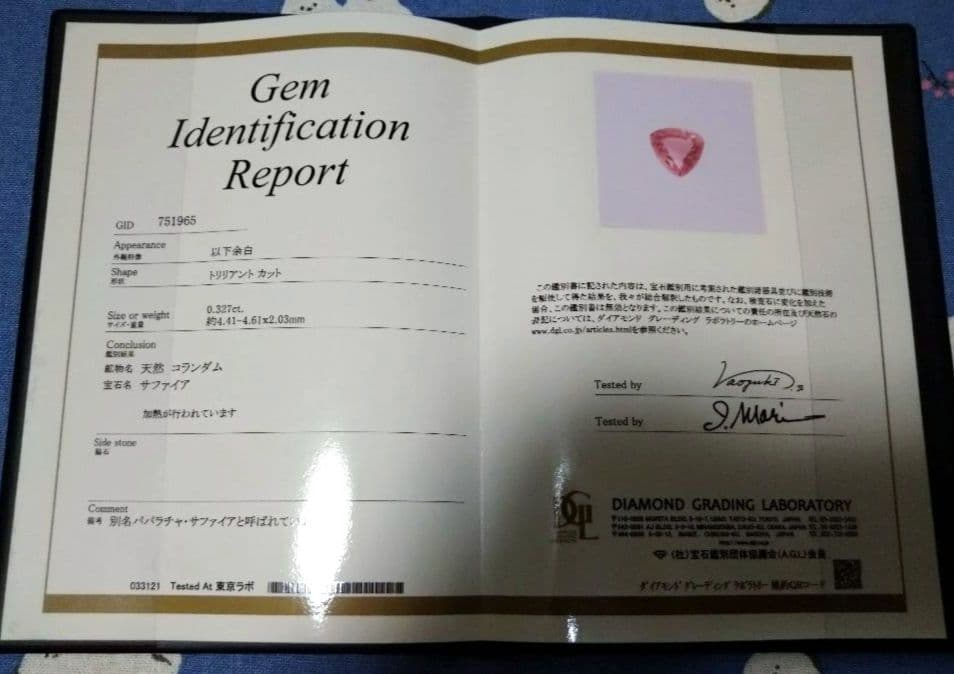 Gem
Identification
Report
GID 751965
Appearance
外観特徴 以下余白
Shape
形状 トリリアント カット
Size or weight 0.327ct.
サイズ・重量 約4.41-4.61x2.03mm
Conclusion
鑑別結果
鉱物名 天然 コランダム
宝石名 サファイア
加熱が行われています
Side stone
脇石
Comment
備考 別名パパラチャ・サファイアと呼ばれてい
033121 Tested At 東京ラボ
この鑑別書に記された内容は、宝石鑑別用に考案された鑑別諸器具並びに鑑別技術
を駆使して得た結果を、我々が総合解釈したものです。なお、検査石に変化を加えた
場合、この鑑別書は無効となります。この鑑別結果についての責任の所在及び天然石の
表記については、ダイアモンド グレーディング ラボラトリーのホームページ
www.dgl.co.jp/articles.htmlを参照ください。
Tested by
Tested by
DGL
DIAMOND GRADING LABORATORY
(社)宝石鑑別団体協議会(A.G.L.)会員
ダイアモンド グレーディング ラボラトリー 規約QRコード